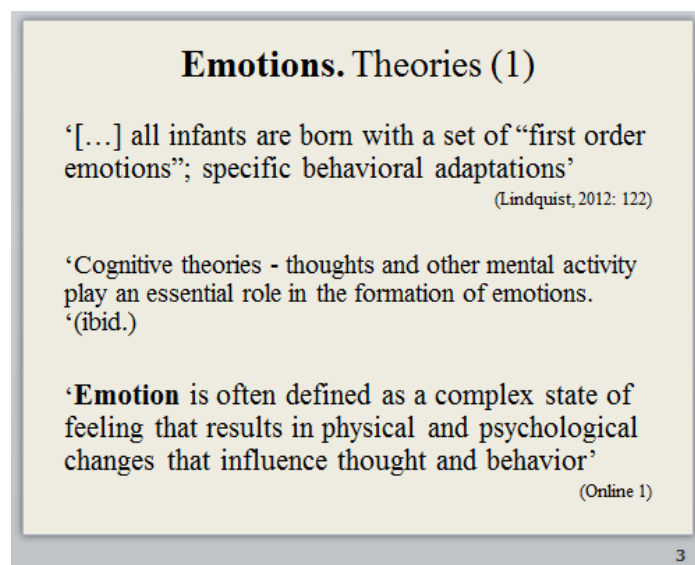 Emotions. Theories (1)
‘[…] all infants are born with a set of “first order
emotions”; specific behavioral adaptations’
(Lindquist, 2012: 122)
‘Cognitive theories - thoughts and other mental activity
play an essential role in the formation of emotions.
‘(ibid.)
‘Emotion is often defined as a complex state of
feeling that results in physical and psychological
changes that influence thought and behavior’
(Online 1)
3